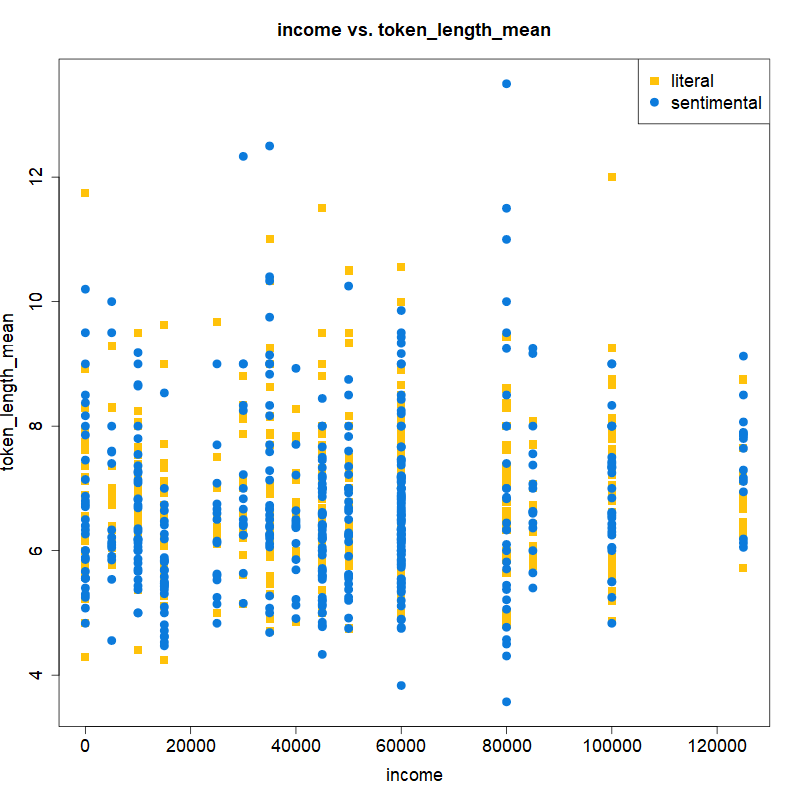 income vs. token_length_mean
literal
sentimental
token_length_mean
12
10
8
6
4
0 20000 40000 60000 80000 100000 120000
income